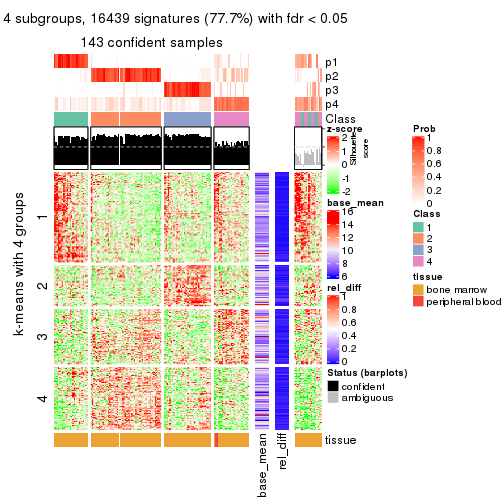 4 subgroups, 16439 signatures (77.7%) with fdr < 0.05
143 confident samples
p1
p2
p3
p4
Class
Silhouette
score
k-means with 4 groups
1
2
3
4
tissue
base_mean
rel_diff
z-score
2
1
0
-1
-2
base_mean
16
14
12
10
8
6
rel_diff
1
0.8
0.6
0.4
0.2
0
Status (barplots)
confident
ambiguous
Prob
1
0.8
0.6
0.4
0.2
0
Class
1
2
3
4
tissue
bone marrow
peripheral blood